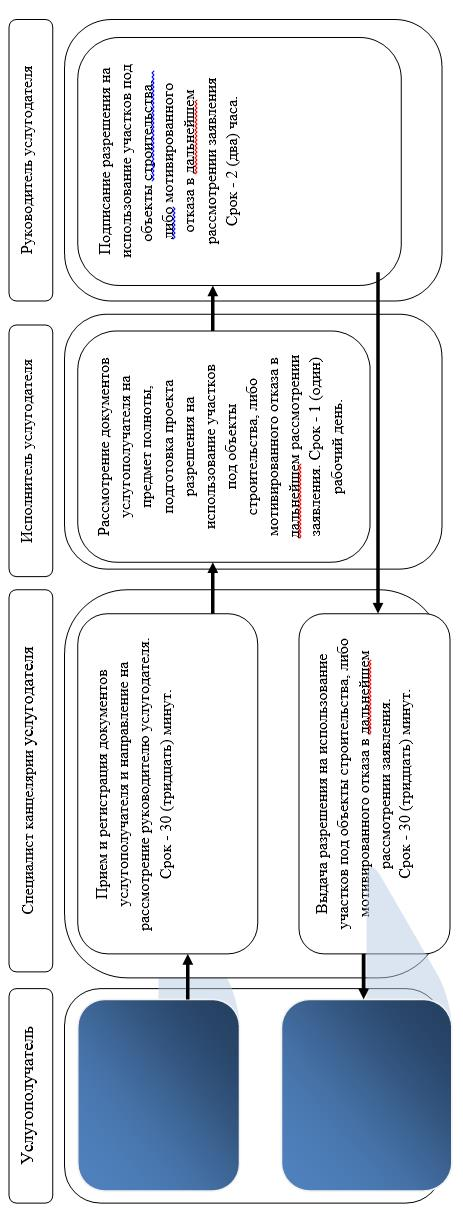 Услугополучатель
Специалист канцелярии услугодателя
Исполнитель услугодателя
Руководитель услугодателя
Прием и регистрация документов
услугополучателя и направление на
рассмотрение руководителю услугодателя.
Срок - 30 (тридцать) минут.
Рассмотрение документов
услугополучателя на
предмет полноты,
подготовка проекта
разрешения на
использование участков
под объекты
строительства, либо
мотивированного отказа в
дальнейшем рассмотрении
заявления. Срок - 1 (один)
рабочий день.
Подписание разрешения на
использование участков под
объекты строительства,
либо мотивированного
отказа в дальнейшем
рассмотрении заявления
Срок - 2 (два) часа.
Выдача разрешения на использование
участков под объекты строительства, либо
мотивированного отказа в дальнейшем
рассмотрении заявления.
Срок - 30 (тридцать) минут.